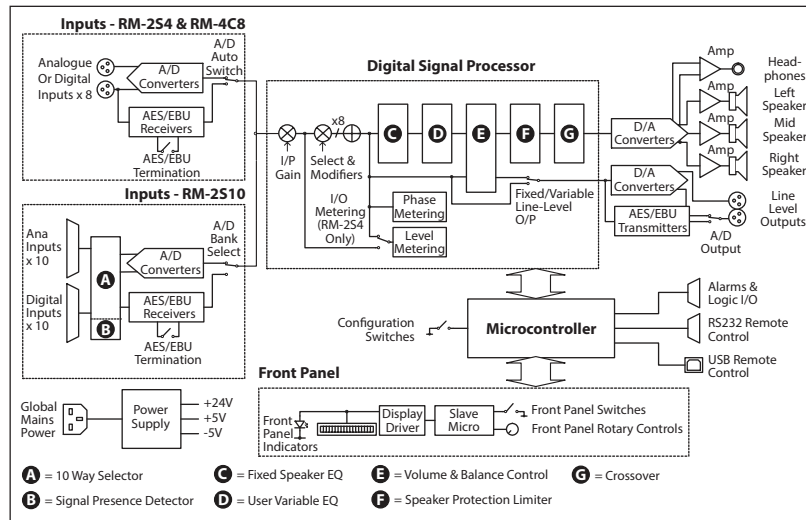 Inputs - RM-2S4 & RM-4C8
Analogue
Or Digital
Inputs x 8
A/D
Converters
A/D
Auto
Switch
AES/EBU
Receivers
AES/EBU
Termination
Inputs - RM-2S10
Ana
Inputs
x 10
Digital
Inputs
x 10
A
B
A/D
Converters
A/D
Bank
Select
AES/EBU
Receivers
AES/EBU
Termination
Digital Signal Processor
I/P
Gain
x8
Select &
Modifiers
C
D
E
F
G
I/O
Metering
(RM-2S4
Only)
Phase
Metering
Level
Metering
Fixed/Variable
Line-Level
O/P
D/A
Converters
D/A
Converters
AES/EBU
Transmitters
A/D
Output
Amp
Head-
phones
Amp
Left
Speaker
Amp
Mid
Speaker
Amp
Right
Speaker
Line
Level
Outputs
Configuration
Switches
Microcontroller
Alarms &
Logic I/O
RS232 Remote
Control
USB Remote
Control
Global
Mains
Power
Power
Supply
+24V
+5V
-5V
Front Panel
Front
Panel
Indicators
Display
Driver
Slave
Micro
Front Panel Switches
Front Panel Rotary Controls
A = 10 Way Selector
B = Signal Presence Detector
C = Fixed Speaker EQ
D = User Variable EQ
E = Volume & Balance Control
F = Speaker Protection Limiter
G = Crossover